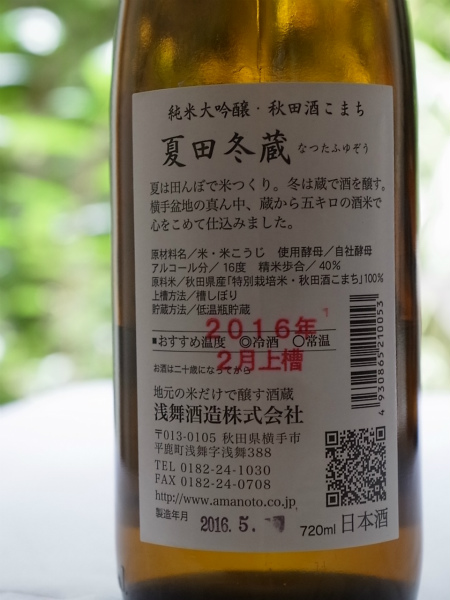 純米大吟醸・秋田酒こまち
夏田冬蔵 なつたふゆぞう
夏は田んぼで米つくり。冬は蔵で酒を醸す。
横手盆地の真ん中、蔵から五キロの酒米で
心をこめて仕込みました。
原材料名／米・米こうじ 使用酵母／自社酵母
アルコール分／16度 精米歩合／40%
原料米／秋田県産「特別栽培米・秋田酒こまち」100%
上槽方法／槽しぼり
貯蔵方法／低温瓶貯蔵
2016年
■おすすめ温度 ◎冷酒 ○常温
2月上槽
お酒は二十歳になってから
地元の米だけで醸す酒蔵
浅舞酒造株式会社
〒013-0105 秋田県横手市
平鹿町浅舞字浅舞388
TEL 0182-24-1030
FAX 0182-24-0708
http://www.amanoto.co.jp
製造年月 2016.5.
720ml 日本酒
4930865210053